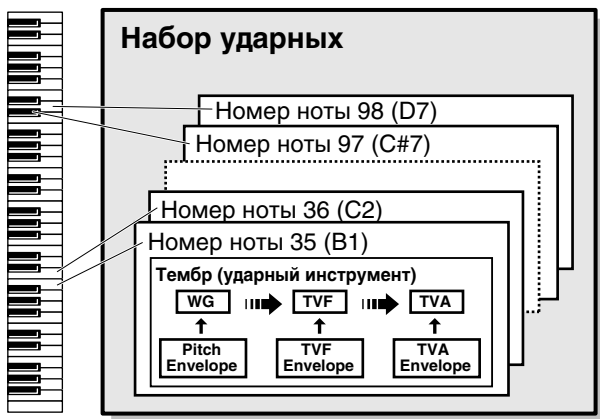 Набор ударных
Номер ноты 98 (D7)
Номер ноты 97 (C#7)
Номер ноты 36 (C2)
Номер ноты 35 (B1)
Тембр (ударный инструмент)
WG TVF TVA
Pitch Envelope TVF Envelope TVA Envelope